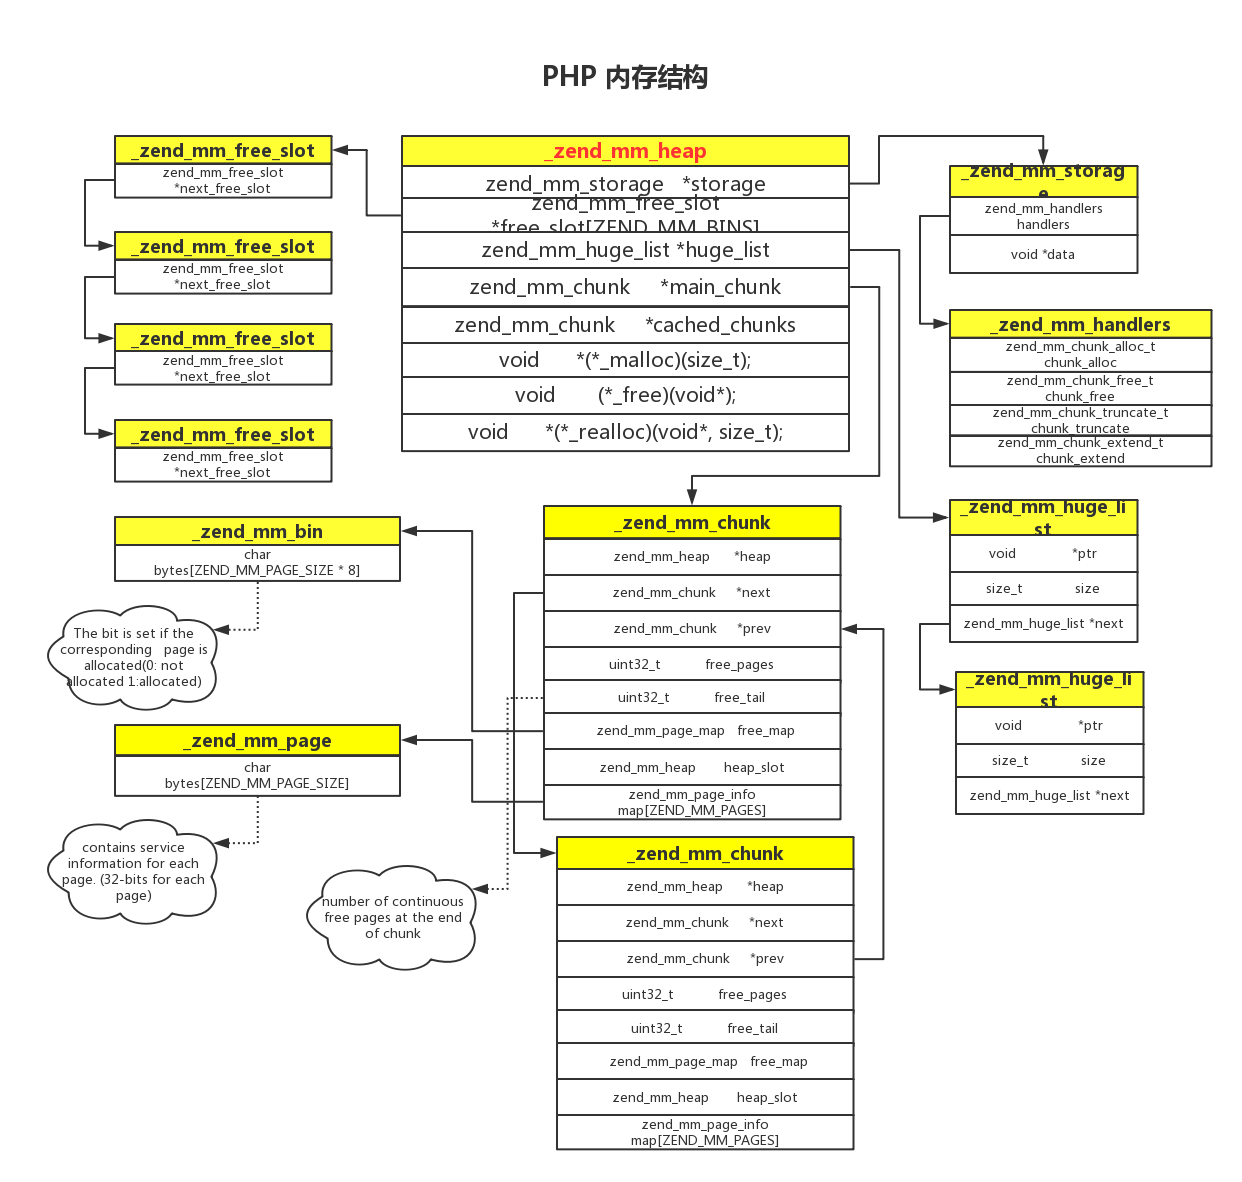 PHP 内存结构
_zend_mm_free_slot
zend_mm_free_slot
*next_free_slot
_zend_mm_free_slot
zend_mm_free_slot
*next_free_slot
_zend_mm_free_slot
zend_mm_free_slot
*next_free_slot
_zend_mm_free_slot
zend_mm_free_slot
*next_free_slot
_zend_mm_heap
zend_mm_storage *storage
zend_mm_free_slot
*free_slot[ZEND_MM_BINS]
zend_mm_huge_list *huge_list
zend_mm_chunk *main_chunk
zend_mm_chunk *cached_chunks
void *(*_malloc)(size_t);
void (*_free)(void*);
void *(*_realloc)(void*, size_t);
_zend_mm_storag
e
zend_mm_handlers
handlers
void *data
_zend_mm_handlers
zend_mm_chunk_alloc_t
chunk_alloc
zend_mm_chunk_free_t
chunk_free
zend_mm_chunk_truncate_t
chunk_truncate
zend_mm_chunk_extend_t
chunk_extend
_zend_mm_huge_li
st
void *ptr
size_t size
zend_mm_huge_list *next
_zend_mm_huge_li
st
void *ptr
size_t size
zend_mm_huge_list *next
_zend_mm_bin
char
bytes[ZEND_MM_PAGE_SIZE * 8]
The bit is set if the
corresponding page is
allocated(0: not
allocated 1:allocated)
_zend_mm_page
char
bytes[ZEND_MM_PAGE_SIZE]
contains service
information for each
page. (32-bits for each
page)
_zend_mm_chunk
zend_mm_heap *heap
zend_mm_chunk *next
zend_mm_chunk *prev
uint32_t free_pages
uint32_t free_tail
zend_mm_page_map free_map
zend_mm_heap heap_slot
zend_mm_page_info
map[ZEND_MM_PAGES]
number of continuous
free pages at the end
of chunk
_zend_mm_chunk
zend_mm_heap *heap
zend_mm_chunk *next
zend_mm_chunk *prev
uint32_t free_pages
uint32_t free_tail
zend_mm_page_map free_map
zend_mm_heap heap_slot
zend_mm_page_info
map[ZEND_MM_PAGES]